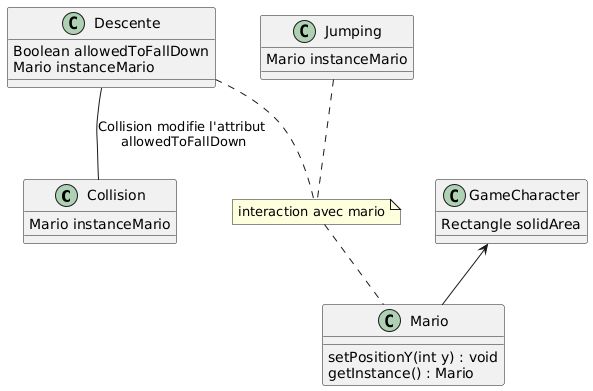 C Descente
Boolean allowedToFallDown
Mario instanceMario
C Jumping
Mario instanceMario
Collision modifie l'attribut
allowedToFallDown
C Collision
Mario instanceMario
interaction avec mario
C GameCharacter
Rectangle solidArea
C Mario
setPositionY(int y) : void
getInstance() : Mario